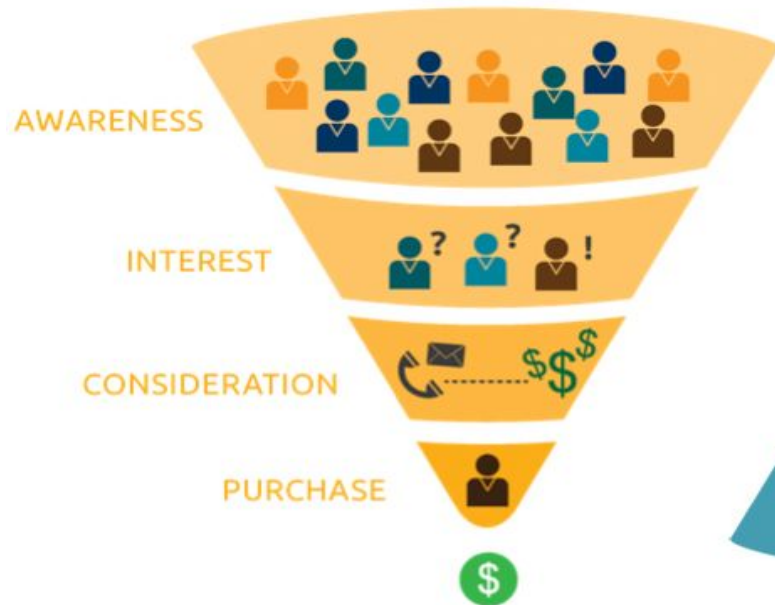 AWARENESS
? ? !
INTEREST
$$$
CONSIDERATION
PURCHASE
$